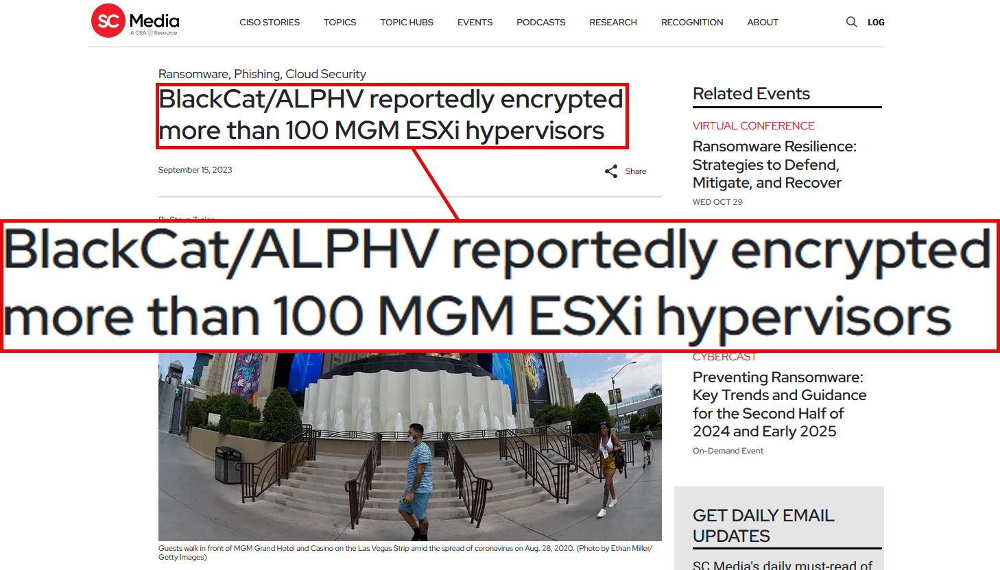 SC Media
A CRA Resource
CISO STORIES
TOPICS
TOPIC HUBS
EVENTS
PODCASTS
RESEARCH
RECOGNITION
ABOUT
LOG
Ransomware, Phishing, Cloud Security
BlackCat/ALPHV reportedly encrypted
more than 100 MGM ESXi hypervisors
September 15, 2023
Share
BlackCat/ALPHV reportedly encrypted
more than 100 MGM ESXi hypervisors
Guests walk in front of MGM Grand Hotel and Casino on the Las Vegas Strip amid the spread of coronavirus on Aug. 28, 2020. (Photo by Ethan Miller/
Getty Images)
Related Events
VIRTUAL CONFERENCE
Ransomware Resilience:
Strategies to Defend,
Mitigate, and Recover
WED OCT 29
CYBERCAST
Preventing Ransomware:
Key Trends and Guidance
for the Second Half of
2024 and Early 2025
On-Demand Event
GET DAILY EMAIL
UPDATES
SC Media's daily must-read of